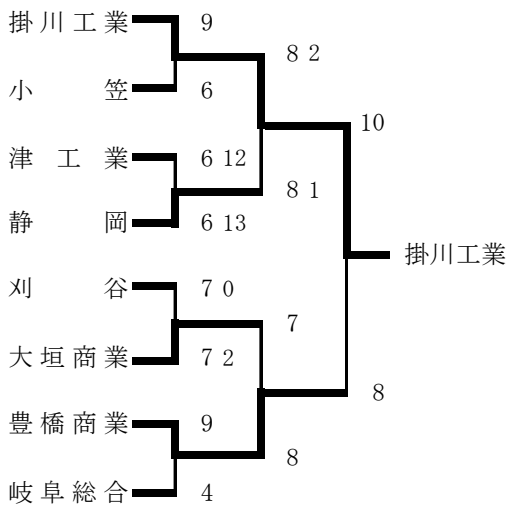 掛川工業 9
8 2
小笠 6
10
津工業 6 12
8 1
静岡 6 13
掛川工業
刈谷 7 0
7
大垣商業 7 2
8
豊橋商業 9
8
岐阜総合 4